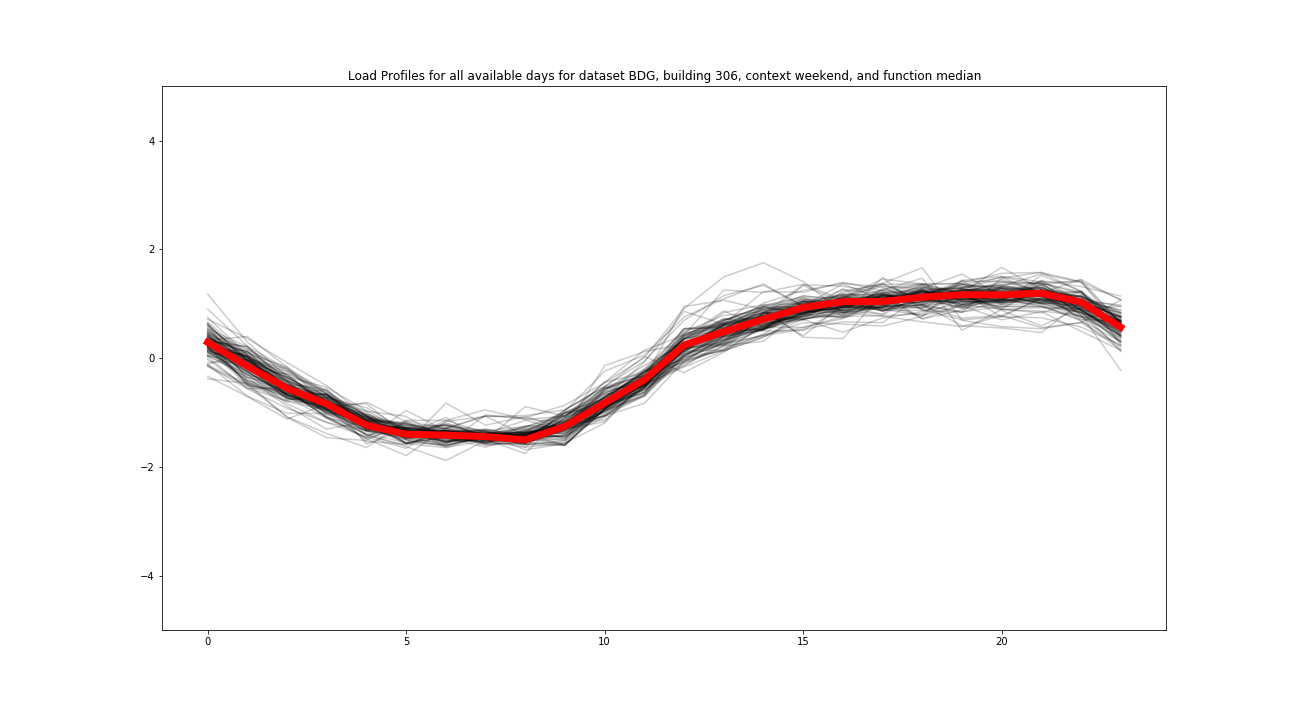 Load Profiles for all available days for dataset BDG, building 306, context weekend, and function median
4
2
0
−2
−4
0 5 10 15 20